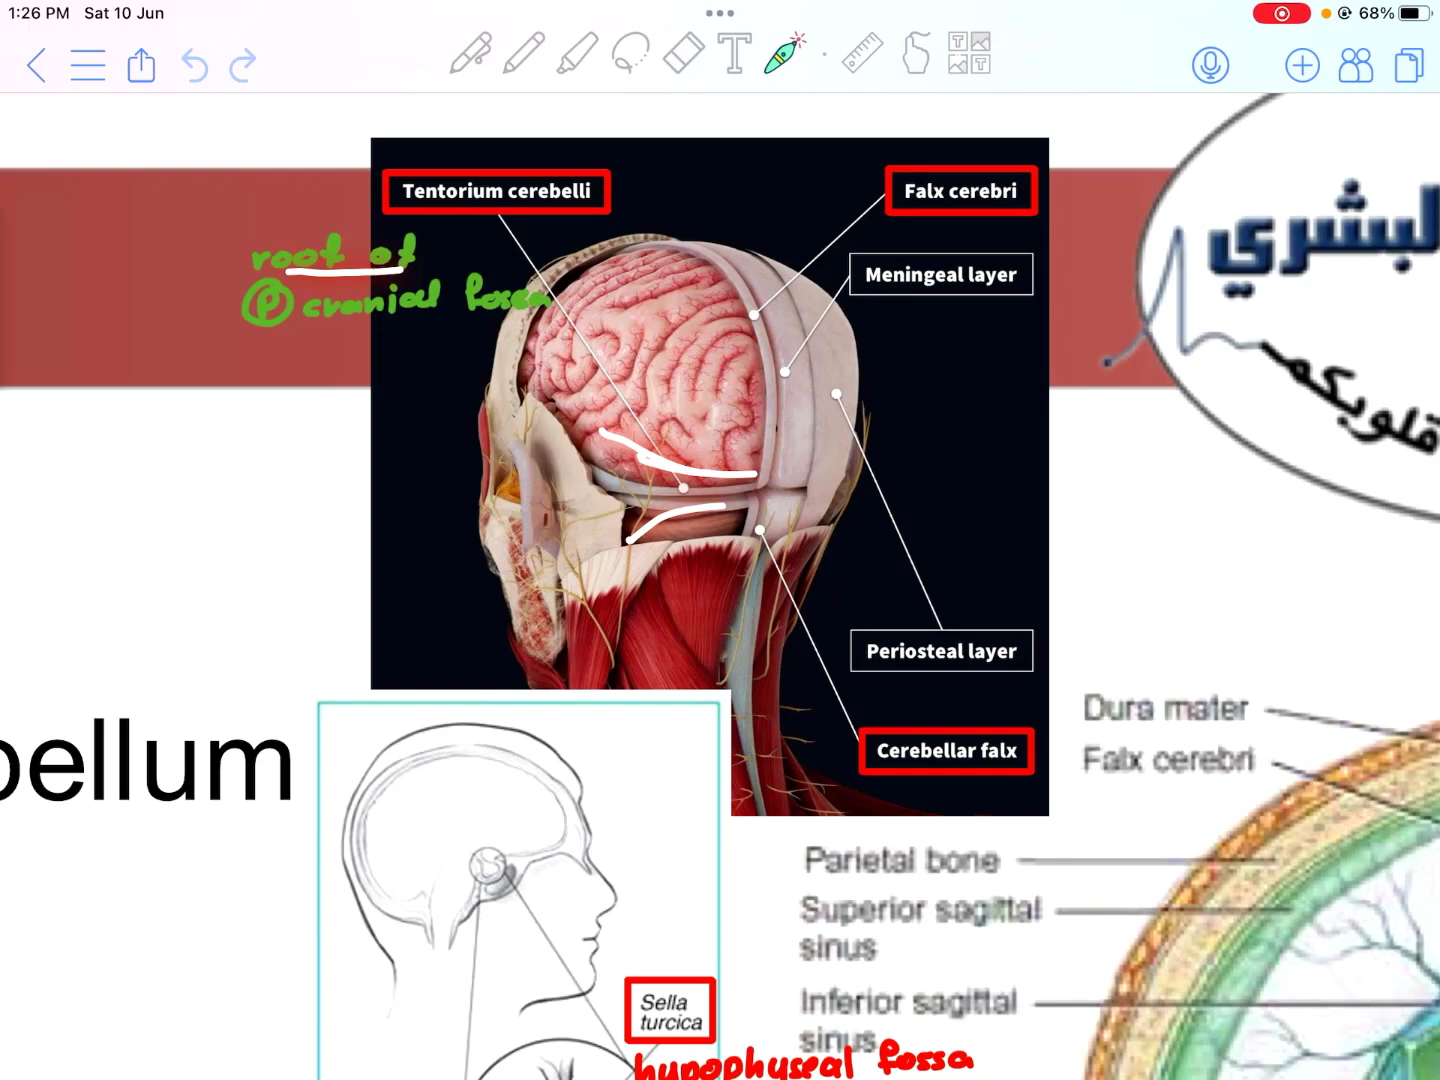 1:26 PM Sat 10 Jun
68%
Tentorium cerebelli
Falx cerebri
root of
Ⓟ cranial fossa
Meningeal layer
لبشري
قلوبكم
Periosteal layer
Cerebellar falx
bellum
Dura mater
Falx cerebri
Parietal bone
Superior sagittal
sinus
Inferior sagittal
sinus
Sella
turcica
hypophyseal fossa